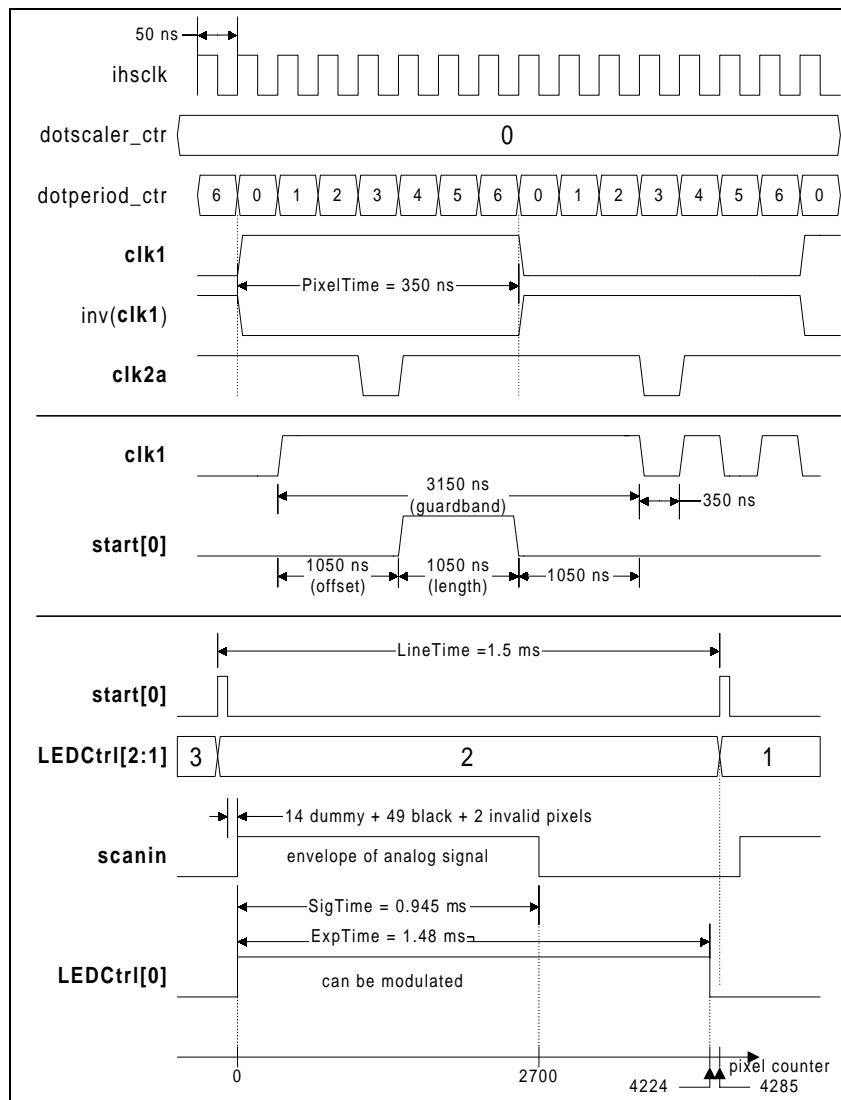 50 ns
ihsclk
dotscaler_ctr
0
dotperiod_ctr
6 0 1 2 3 4 5 6 0 1 2 3 4 5 6 0
clk1
PixelTime = 350 ns
inv(clk1)
clk2a
clk1
3150 ns
(guardband)
350 ns
start[0]
1050 ns
(offset)
1050 ns
(length)
1050 ns
LineTime =1.5 ms
start[0]
LEDCtrl[2:1]
3 2 1
14 dummy + 49 black + 2 invalid pixels
scanin
envelope of analog signal
SigTime = 0.945 ms
ExpTime = 1.48 ms
LEDCtrl[0]
can be modulated
pixel counter
0
2700
4224
4285